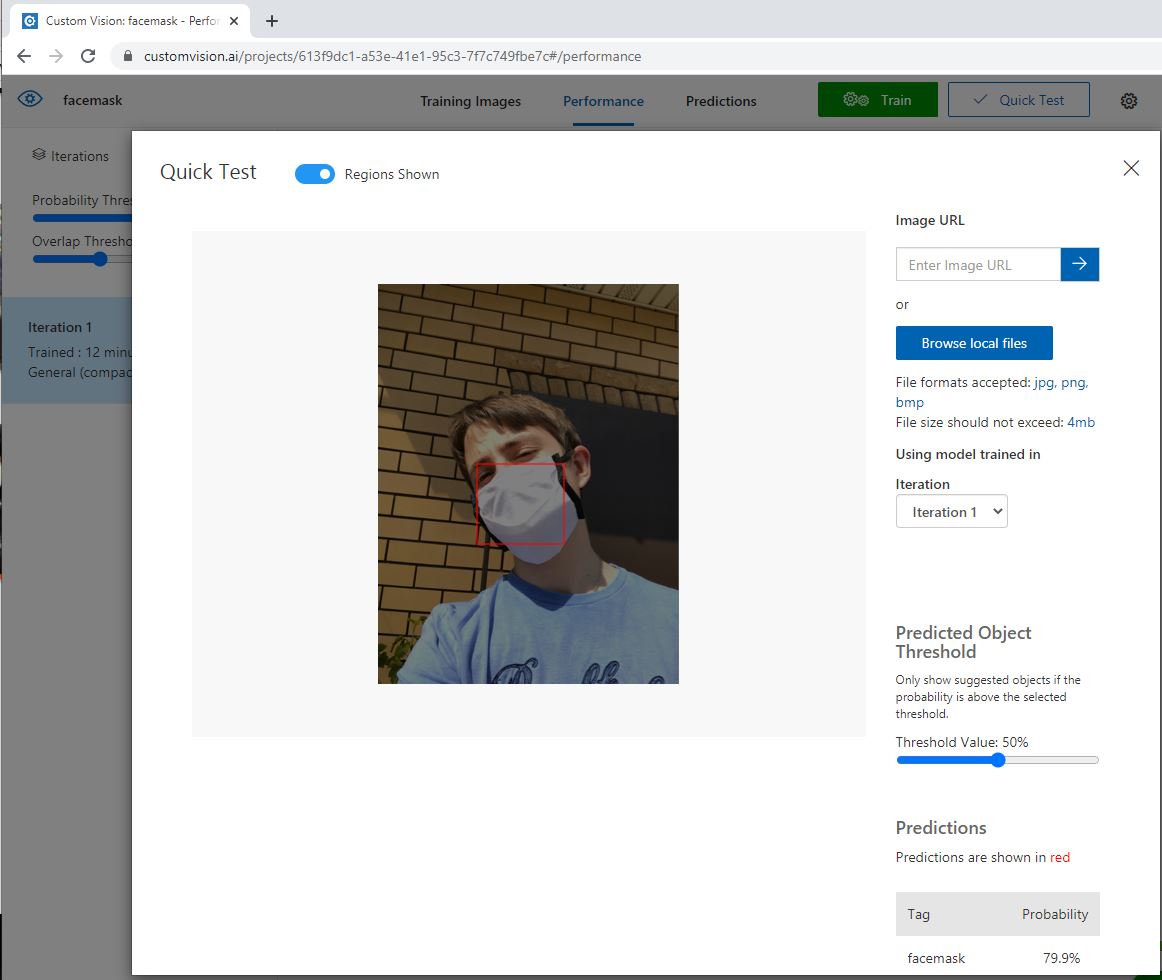 Custom Vision: facemask - Perfor
customvision.ai/projects/613f9dc1-a53e-41e1-95c3-7f7c749fbe7c#/performance
facemask
Training Images
Performance
Predictions
Train
Quick Test
Iterations
Probability Thres
Overlap Thresho
Iteration 1
Trained : 12 minu
General (compac
Quick Test
Regions Shown
Image URL
Enter Image URL
or
Browse local files
File formats accepted: jpg, png,
bmp
File size should not exceed: 4mb
Using model trained in
Iteration
Iteration 1
Predicted Object
Threshold
Only show suggested objects if the
probability is above the selected
threshold.
Threshold Value: 50%
Predictions
Predictions are shown in red
Tag Probability
facemask 79.9%